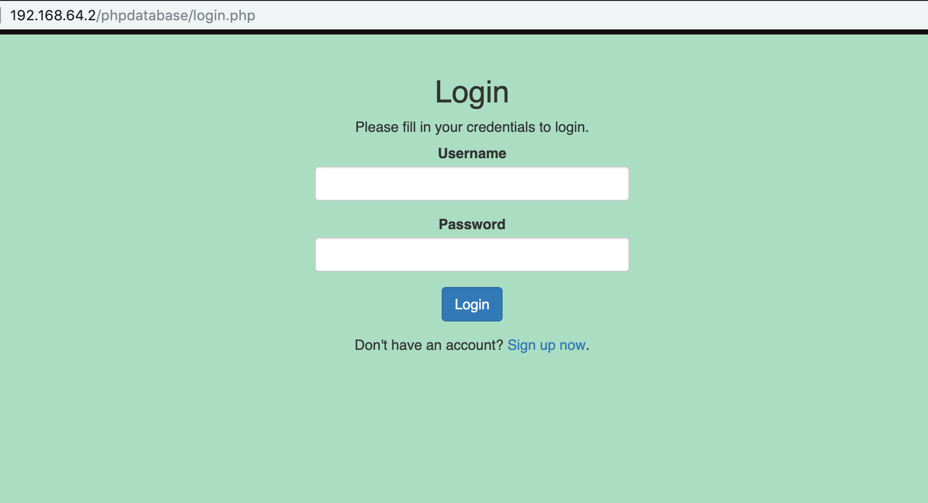 192.168.64.2/phpdatabase/login.php
Login
Please fill in your credentials to login.
Username
Password
Login
Don't have an account? Sign up now.